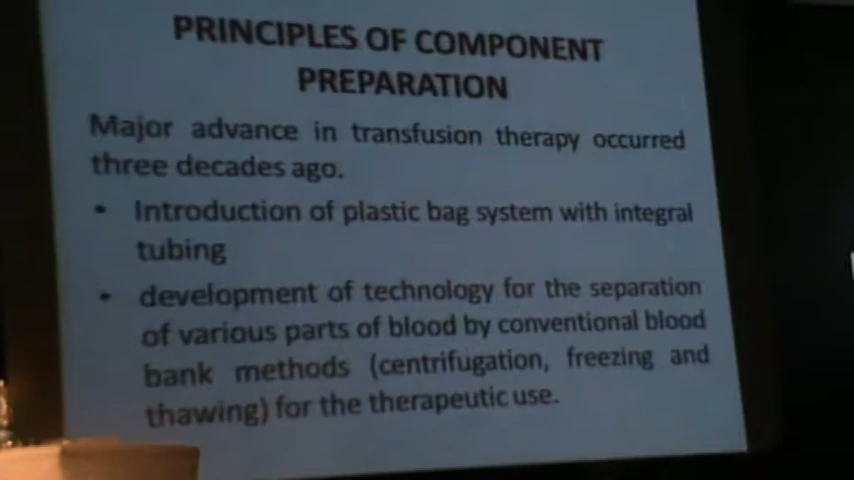 PRINCIPLES OF COMPONENT
PREPARATION
Major advance in transfusion therapy occurred
three decades ago.
• Introduction of plastic bag system with integral
tubing
• development of technology for the separation
of various parts of blood by conventional blood
bank methods (centrifugation, freezing and
thawing) for the therapeutic use.